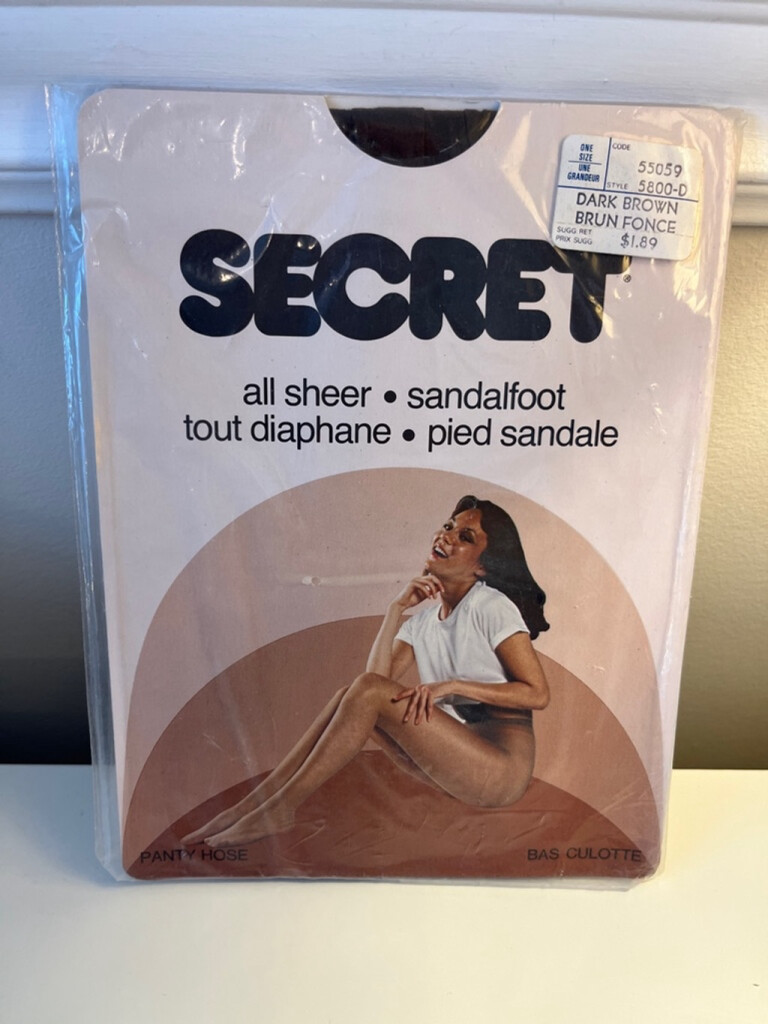 ONE
SIZE
UNE
GRANDEUR
CODE
55059
STYLE 5800-D
DARK BROWN
BRUN FONCE
SUGG RET
PRIX SUGG $1.89
SECRET®
all sheer • sandalfoot
tout diaphane • pied sandale
PANTY HOSE
BAS CULOTTE